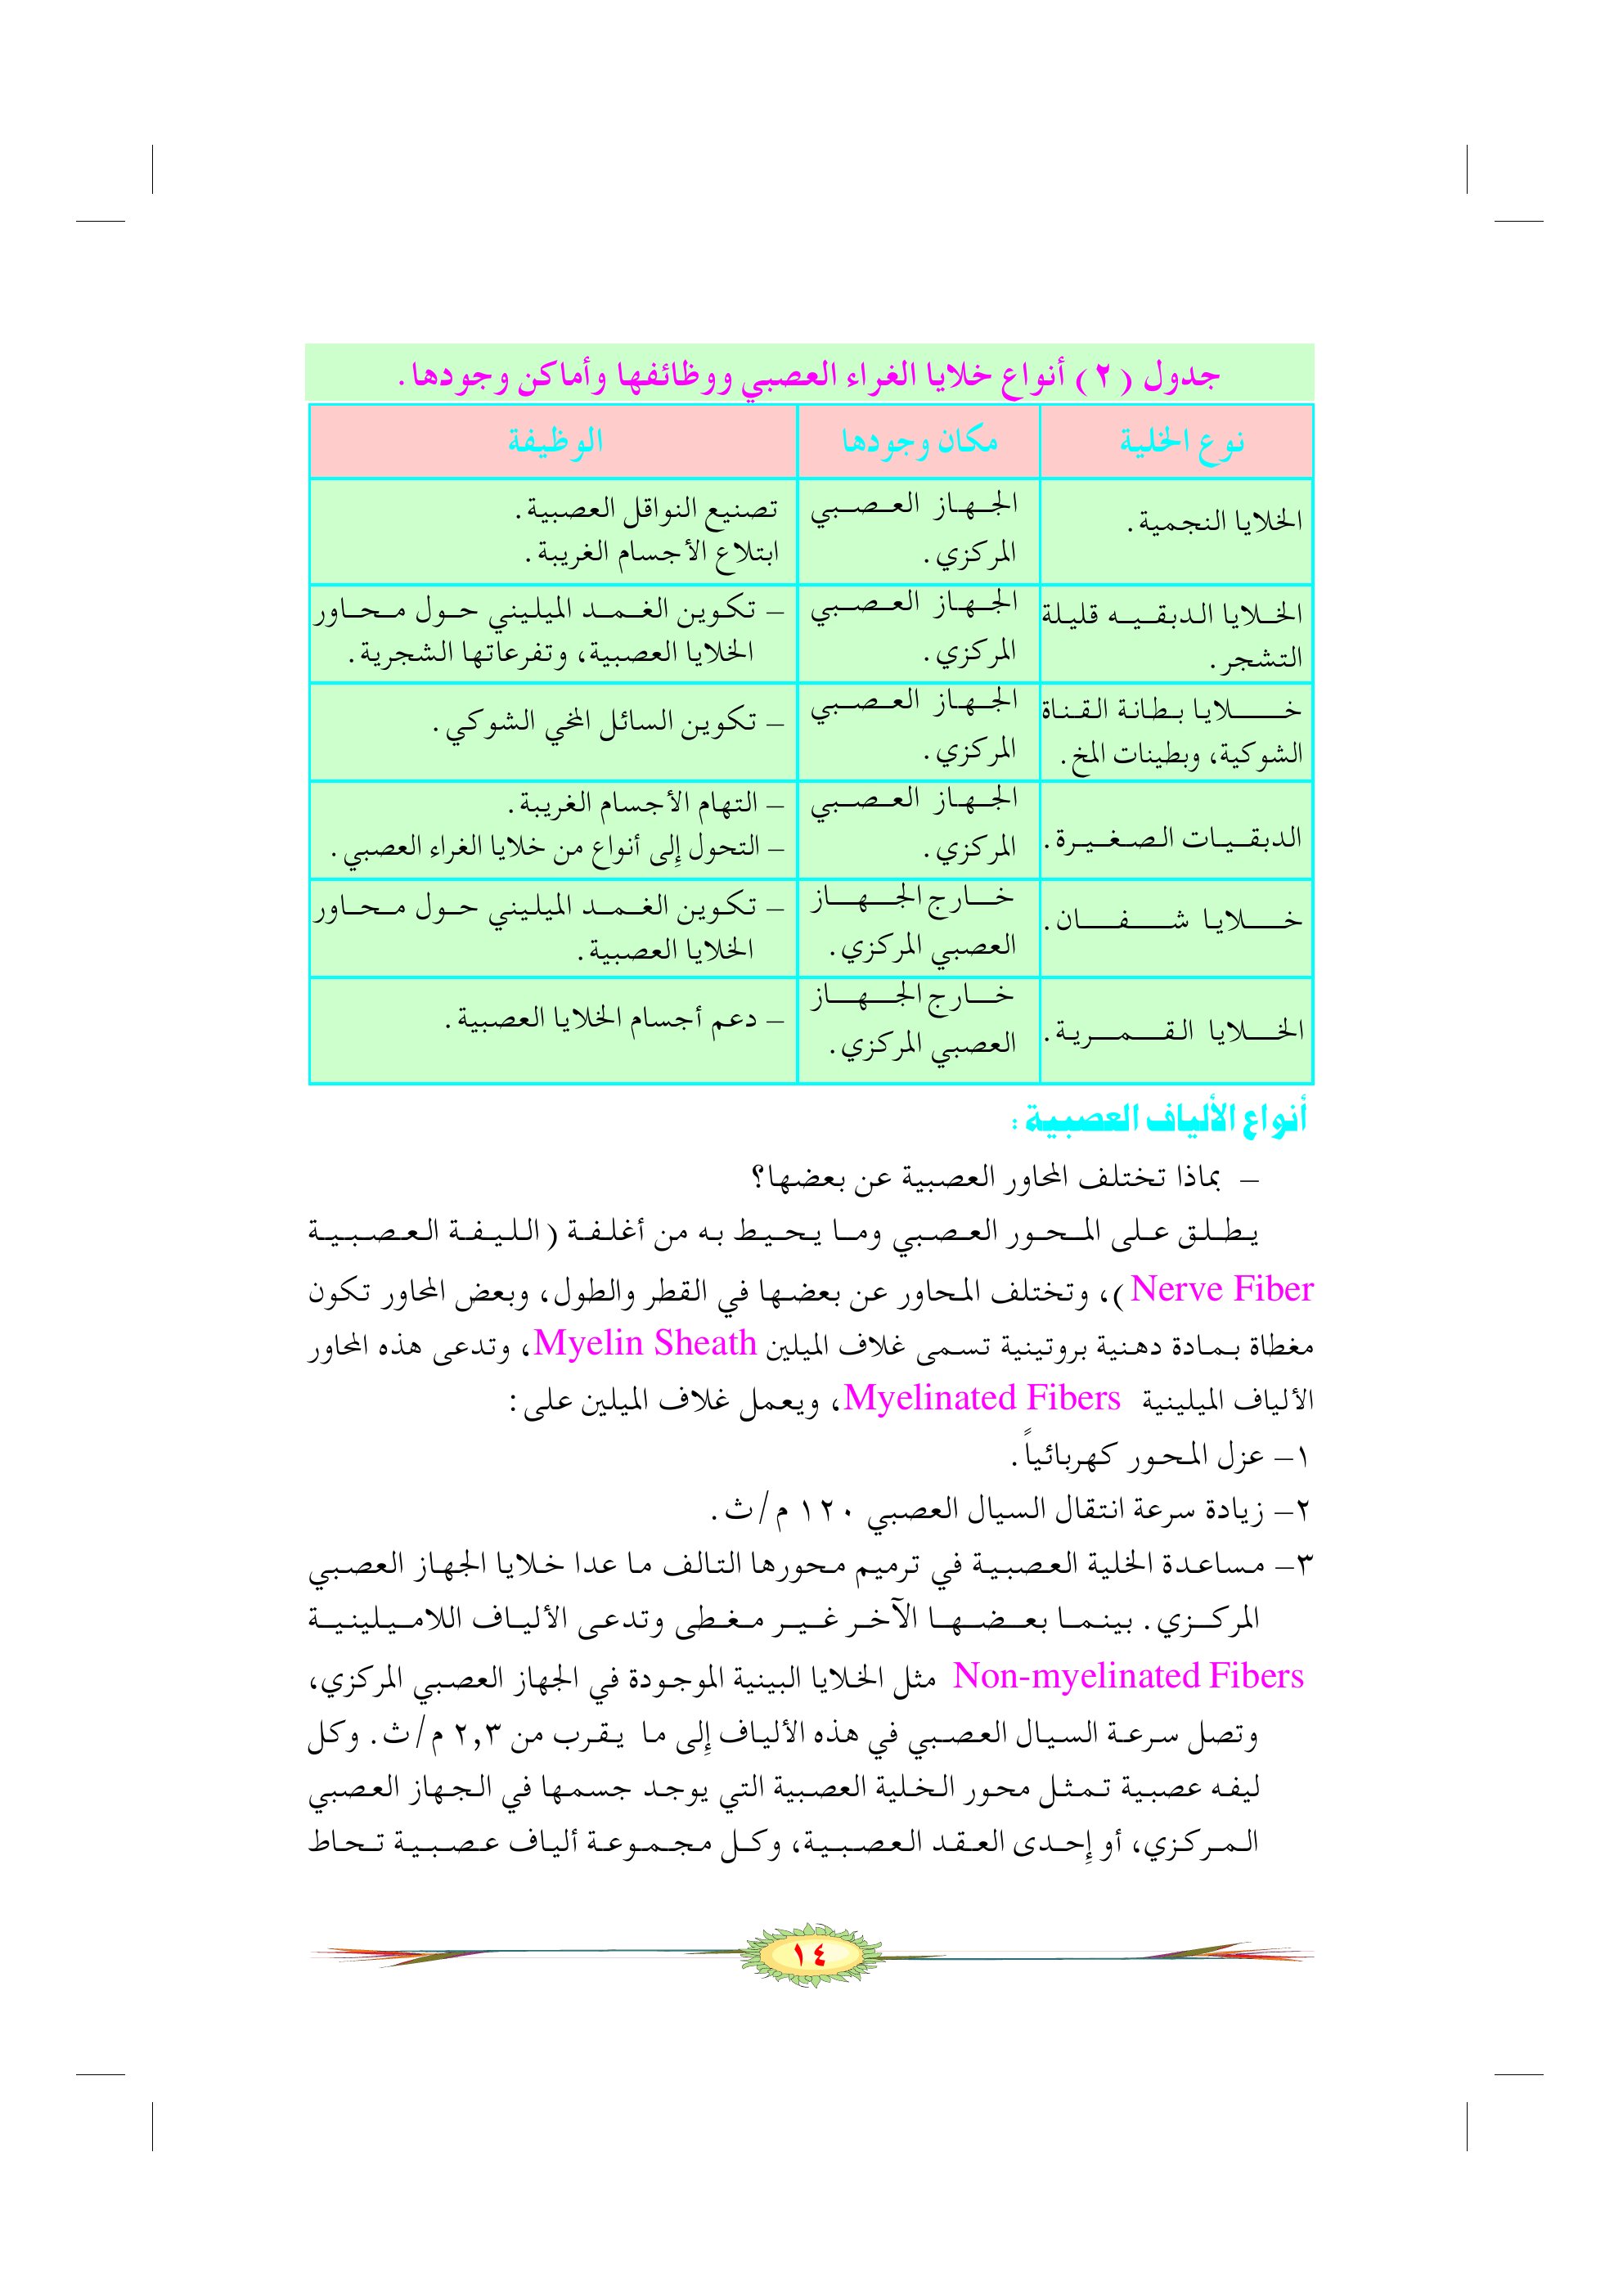 جدول (٢) أنواع خلايا الغراء العصبي ووظائفها وأماكن وجودها.
نوع الخلية
مكان وجودها
الوظيفة
الخلايا النجمية.
الجهاز العصبي
المركزي.
تصنيع النواقل العصبية.
ابتلاع الأجسام الغريبة.
الخلايا الدبقيه قليلة
التشجر.
الجهاز العصبي
المركزي.
– تكوين الغمد الميليني حول محاور
الخلايا العصبية، وتفرعاتها الشجرية.
خلايا بطانة القناة
الشوكية، وبطينات المخ.
الجهاز العصبي
المركزي.
– تكوين السائل المخي الشوكي.
الدبقيات الصغيرة.
الجهاز العصبي
المركزي.
– التهام الأجسام الغريبة.
– التحول إلى أنواع من خلايا الغراء العصبي.
خلايا شفان.
خارج الجهاز
العصبي المركزي.
– تكوين الغمد الميليني حول محاور
الخلايا العصبية.
الخلايا القمرية.
خارج الجهاز
العصبي المركزي.
– دعم أجسام الخلايا العصبية.
أنواع الألياف العصبية :
– بماذا تختلف المحاور العصبية عن بعضها؟
يطلق على المحور العصبي وما يحيط به من أغلفة (الليفة العصبية
Nerve Fiber)، وتختلف المحاور عن بعضها في القطر والطول، وبعض المحاور تكون
مغطاة بمادة دهنية بروتينية تسمى غلاف الميلين Myelin Sheath، وتدعى هذه المحاور
الألياف الميلينية Myelinated Fibers، ويعمل غلاف الميلين على:
١– عزل المحور كهربائياً.
٢– زيادة سرعة انتقال السيال العصبي ١٢٠ م/ث.
٣– مساعدة الخلية العصبية في ترميم محورها التالف ما عدا خلايا الجهاز العصبي
المركزي. بينما بعضها الآخر غير مغطى وتدعى الألياف اللاميلينية
Non-myelinated Fibers مثل الخلايا البينية الموجودة في الجهاز العصبي المركزي،
وتصل سرعة السيال العصبي في هذه الألياف إلى ما يقرب من ٢,٣ م/ث. وكل
ليفه عصبية تمثل محور الخلية العصبية التي يوجد جسمها في الجهاز العصبي
المركزي، أو إحدى العقد العصبية، وكل مجموعة ألياف عصبية تحاط
١٤